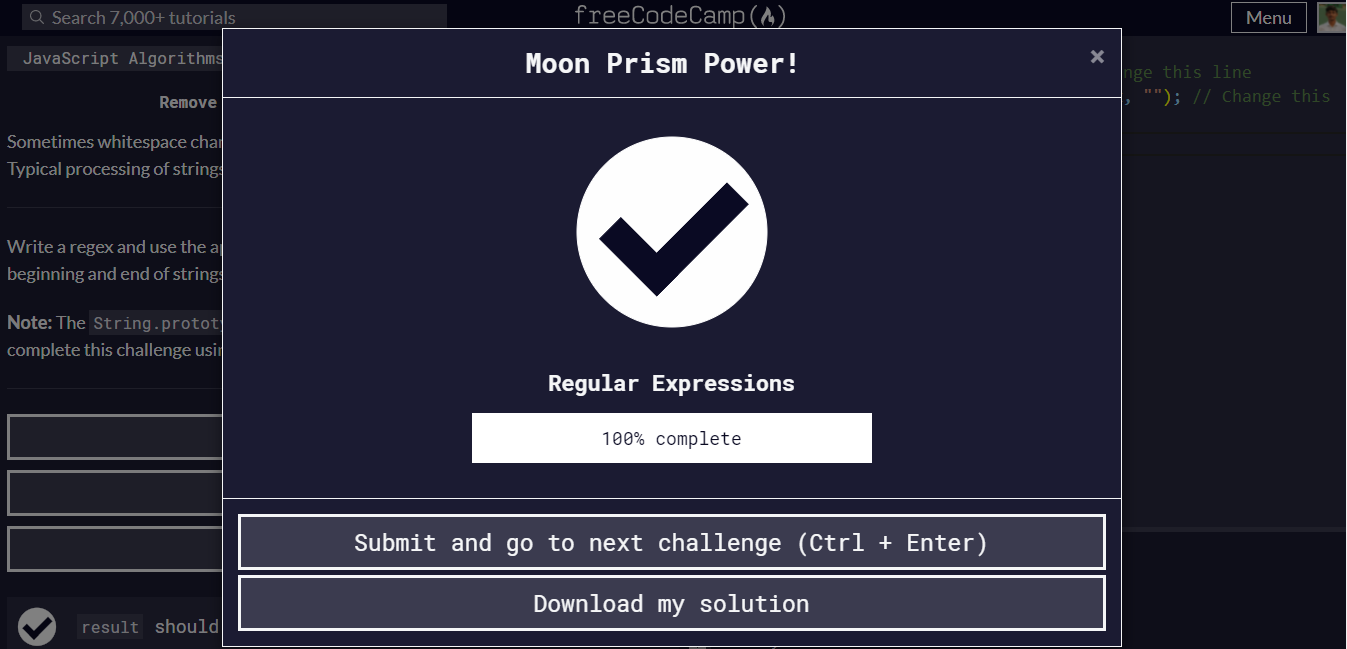 Search 7,000+ tutorials
freeCodeCamp
Menu
JavaScript Algorithms
Moon Prism Power!
×
nge this line
, ""); // Change this
Remove
Sometimes whitespace char
Typical processing of strings
Write a regex and use the ap
beginning and end of strings
Note: The String.prototy
complete this challenge usin
Regular Expressions
100% complete
Submit and go to next challenge (Ctrl + Enter)
Download my solution
result should